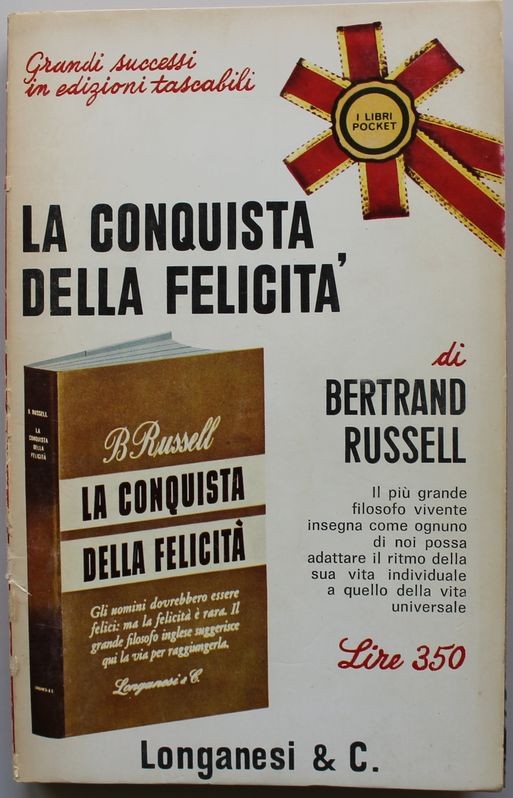 Grandi successi
in edizioni tascabili
I LIBRI
POCKET
LA CONQUISTA
DELLA FELICITA'
di
BERTRAND
RUSSELL
Il più grande
filosofo vivente
insegna come ognuno
di noi possa
adattare il ritmo della
sua vita individuale
a quello della vita
universale
Lire 350
B. RUSSELL
LA
CONQUISTA
DELLA
FELICITÀ
B Russell
LA CONQUISTA
DELLA FELICITÀ
Gli uomini dovrebbero essere
felici: ma la felicità è rara. Il
grande filosofo inglese suggerisce
qui la via per raggiungerla.
Longanesi & C.
Longanesi & C.